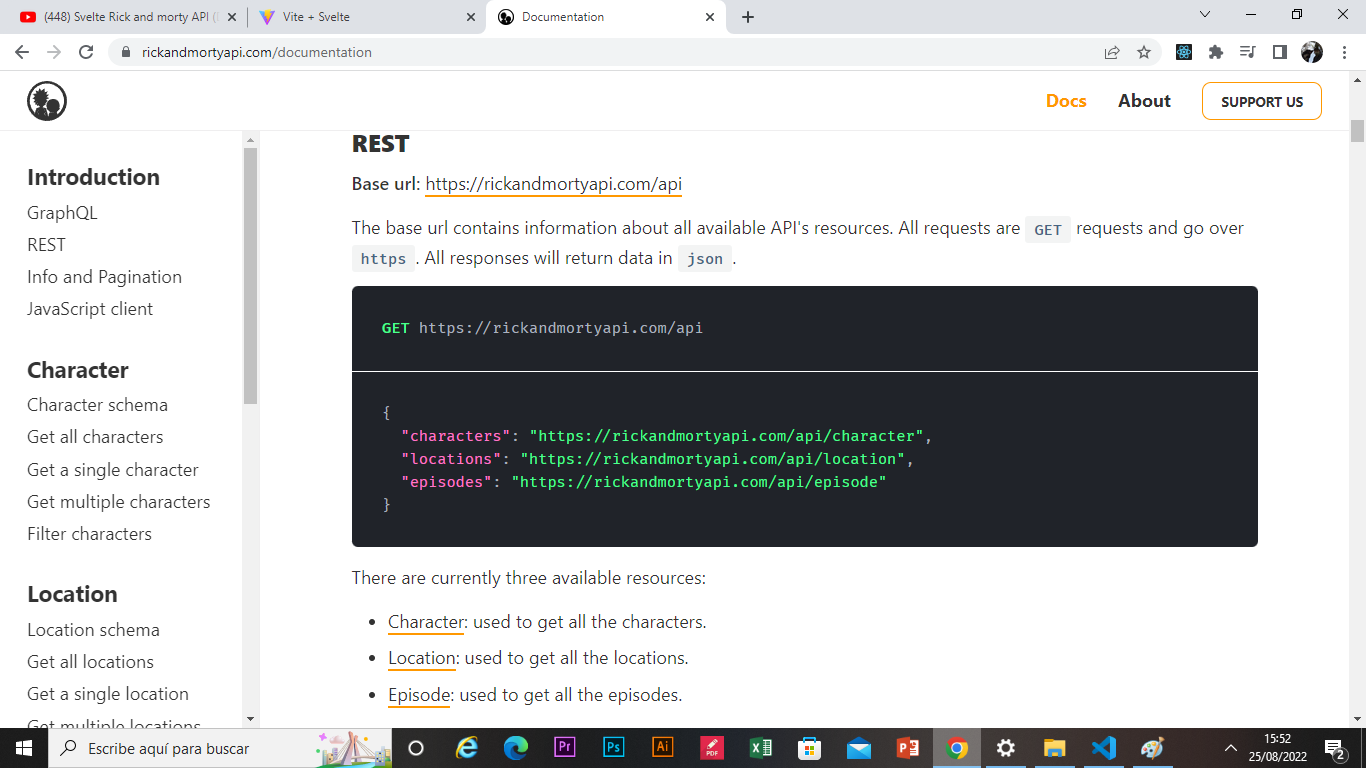 (448) Svelte Rick and morty API (
Vite + Svelte
Documentation
rickandmortyapi.com/documentation
Docs
About
SUPPORT US
Introduction
GraphQL
REST
Info and Pagination
JavaScript client
Character
Character schema
Get all characters
Get a single character
Get multiple characters
Filter characters
Location
Location schema
Get all locations
Get a single location
Get multiple locations
REST
Base url: https://rickandmortyapi.com/api
The base url contains information about all available API's resources. All requests are GET requests and go over
https . All responses will return data in json .
GET https://rickandmortyapi.com/api
{
"characters": "https://rickandmortyapi.com/api/character",
"locations": "https://rickandmortyapi.com/api/location",
"episodes": "https://rickandmortyapi.com/api/episode"
}
There are currently three available resources:
• Character: used to get all the characters.
• Location: used to get all the locations.
• Episode: used to get all the episodes.
Escribe aquí para buscar
Pr
Ps
Ai
PDF
15:52
25/08/2022
2